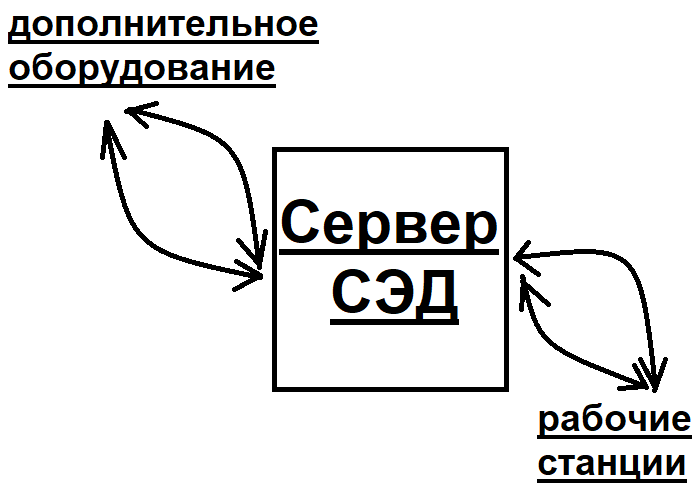 дополнительное
оборудование
Сервер
СЭД
рабочие
станции